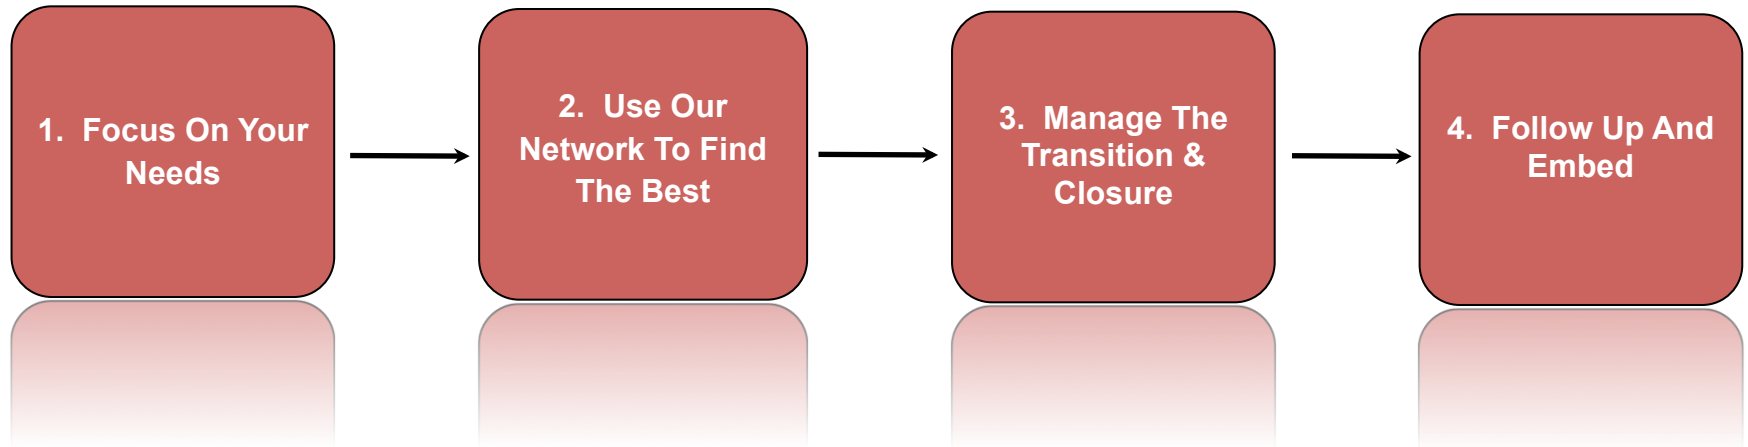 1.  Focus On Your
Needs
2.  Use Our
Network To Find
The Best
3.  Manage The
Transition &
Closure
4.  Follow Up And
Embed